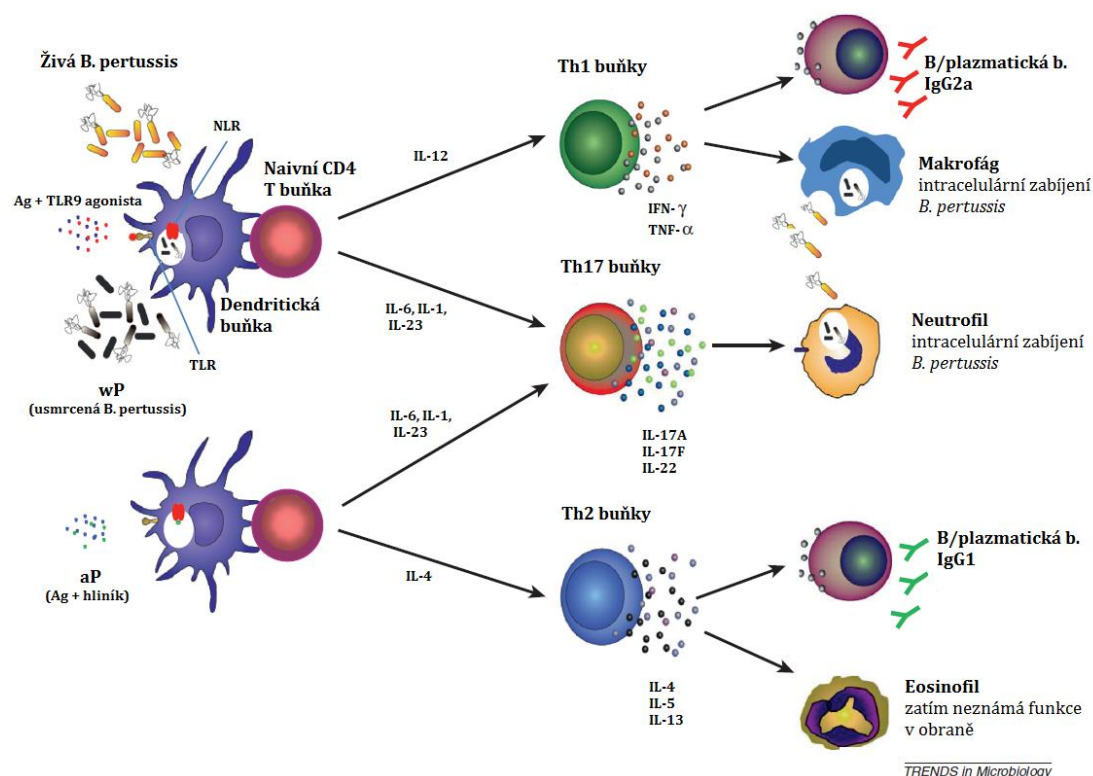 Živá B. pertussis
NLR
Ag + TLR9 agonista
Naivní CD4
T buňka
Dendritická
buňka
TLR
wP
(usmrcená B. pertussis)
aP
(Ag + hliník)
IL-12
IL-6, IL-1,
IL-23
IL-6, IL-1,
IL-23
IL-4
Th1 buňky
IFN- γ
TNF- α
Th17 buňky
IL-17A
IL-17F
IL-22
Th2 buňky
IL-4
IL-5
IL-13
B/plazmatická b.
IgG2a
Makrofág
intracelulární zabíjení
B. pertussis
Neutrofil
intracelulární zabíjení
B. pertussis
B/plazmatická b.
IgG1
Eosinofil
zatím neznámá funkce
v obraně
TRENDS in Microbiology